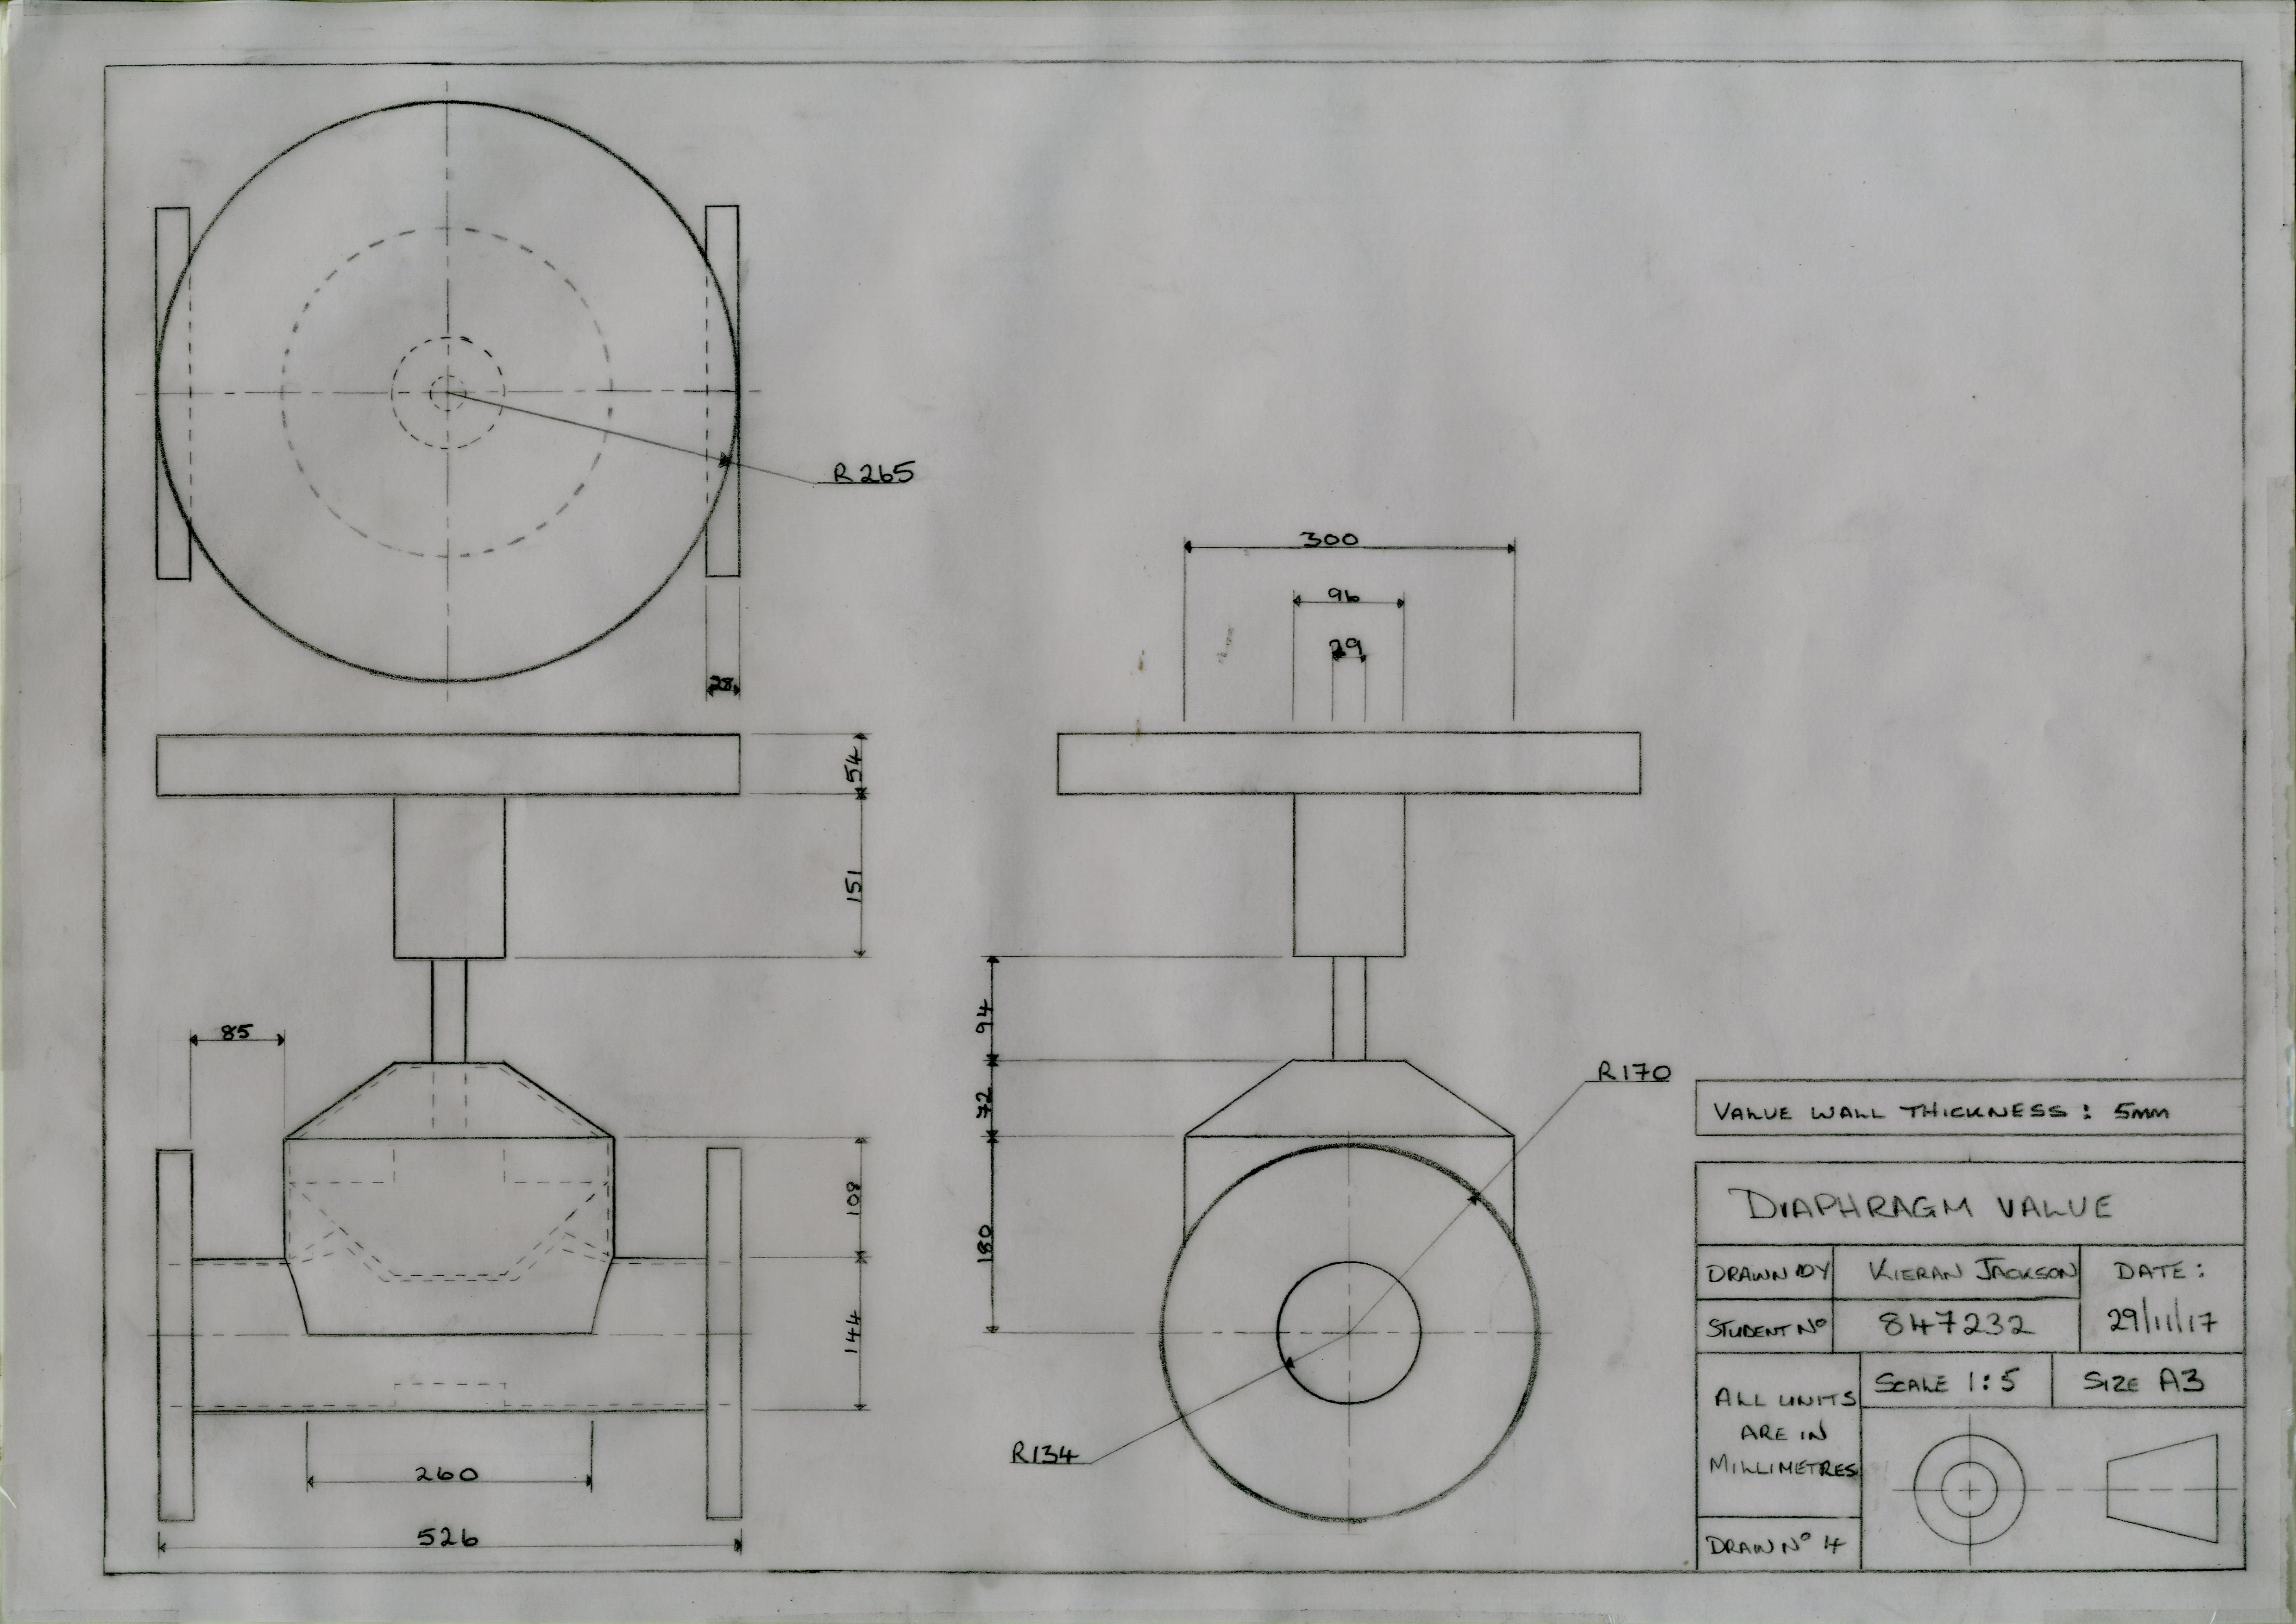 R265
28
300
96
29
54
151
85
94
72
R170
108
180
144
R134
260
526
VALVE WALL THICKNESS : 5MM
DIAPHRAGM VALVE
DRAWN BY KIERAN JACKSON DATE :
STUDENT Nº 847232 29/11/17
ALL UNITS ARE IN MILLIMETRES
SCALE 1:5 SIZE A3
DRAW Nº 4